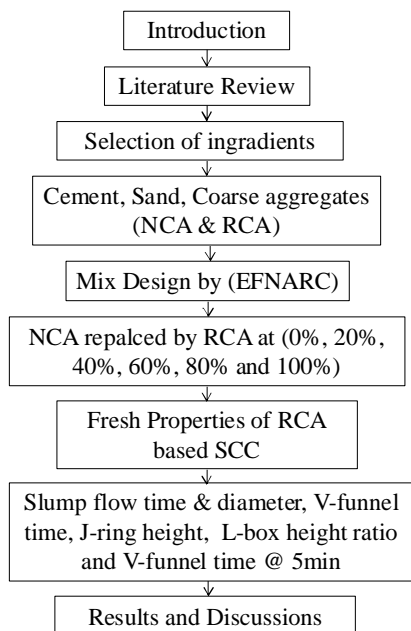 Introduction
Literature Review
Selection of ingradients
Cement, Sand, Coarse aggregates
(NCA & RCA)
Mix Design by (EFNARC)
NCA repalced by RCA at (0%, 20%,
40%, 60%, 80% and 100%)
Fresh Properties of RCA
based SCC
Slump flow time & diameter, V-funnel
time, J-ring height, L-box height ratio
and V-funnel time @ 5min
Results and Discussions